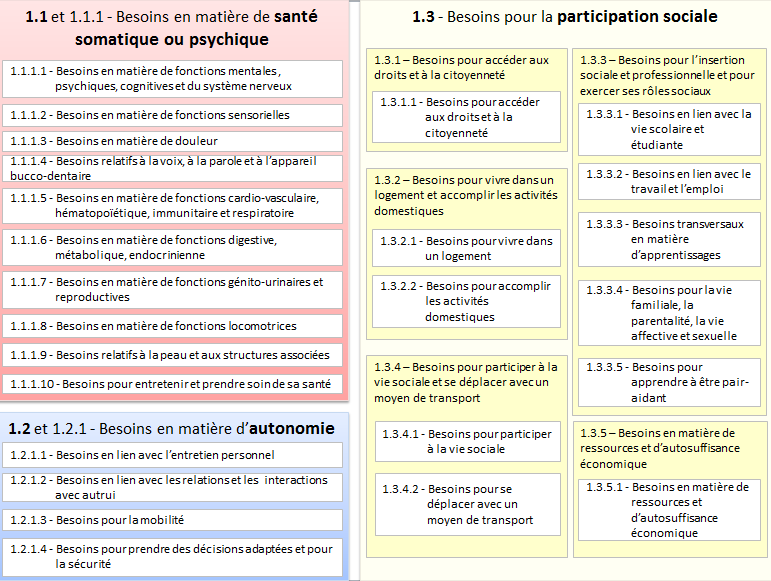 1.1 et 1.1.1 - Besoins en matière de santé
somatique ou psychique
1.1.1.1 - Besoins en matière de fonctions mentales,
psychiques, cognitives et du système nerveux
1.1.1.2 - Besoins en matière de fonctions sensorielles
1.1.1.3 - Besoins en matière de douleur
1.1.1.4 - Besoins relatifs à la voix, à la parole et à l'appareil
bucco-dentaire
1.1.1.5 - Besoins en matière de fonctions cardio-vasculaire,
hématopoïétique, immunitaire et respiratoire
1.1.1.6 - Besoins en matière de fonctions digestive,
métabolique, endocrinienne
1.1.1.7 - Besoins en matière de fonctions génito-urinaires et
reproductives
1.1.1.8 - Besoins en matière de fonctions locomotrices
1.1.1.9 - Besoins relatifs à la peau et aux structures associées
1.1.1.10 - Besoins pour entretenir et prendre soin de sa santé
1.2 et 1.2.1 - Besoins en matière d'autonomie
1.2.1.1 - Besoins en lien avec l'entretien personnel
1.2.1.2 - Besoins en lien avec les relations et les interactions
avec autrui
1.2.1.3 - Besoins pour la mobilité
1.2.1.4 - Besoins pour prendre des décisions adaptées et pour
la sécurité
1.3 - Besoins pour la participation sociale
1.3.1 – Besoins pour accéder aux
droits et à la citoyenneté
1.3.1.1 - Besoins pour accéder
aux droits et à la
citoyenneté
1.3.2 – Besoins pour vivre dans un
logement et accomplir les activités
domestiques
1.3.2.1 - Besoins pour vivre dans
un logement
1.3.2.2 - Besoins pour accomplir
les activités
domestiques
1.3.4 – Besoins pour participer à la
vie sociale et se déplacer avec un
moyen de transport
1.3.4.1 - Besoins pour participer
à la vie sociale
1.3.4.2 - Besoins pour se
déplacer avec un
moyen de transport
1.3.3 – Besoins pour l'insertion
sociale et professionnelle et pour
exercer ses rôles sociaux
1.3.3.1 - Besoins en lien avec la
vie scolaire et
étudiante
1.3.3.2 - Besoins en lien avec le
travail et l'emploi
1.3.3.3 - Besoins transversaux
en matière
d'apprentissages
1.3.3.4 - Besoins pour la vie
familiale, la
parentalité, la vie
affective et sexuelle
1.3.3.5 - Besoins pour
apprendre à être pair-
aidant
1.3.5 – Besoins en matière de
ressources et d'autosuffisance
économique
1.3.5.1 - Besoins en matière de
ressources et
d'autosuffisance
économique